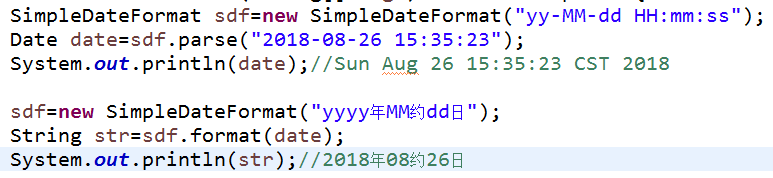 SimpleDateFormat sdf=new SimpleDateFormat("yy-MM-dd HH:mm:ss");
Date date=sdf.parse("2018-08-26 15:35:23");
System.out.println(date);//Sun Aug 26 15:35:23 CST 2018
sdf=new SimpleDateFormat("yyyy年MM约dd日");
String str=sdf.format(date);
System.out.println(str);//2018年08约26日